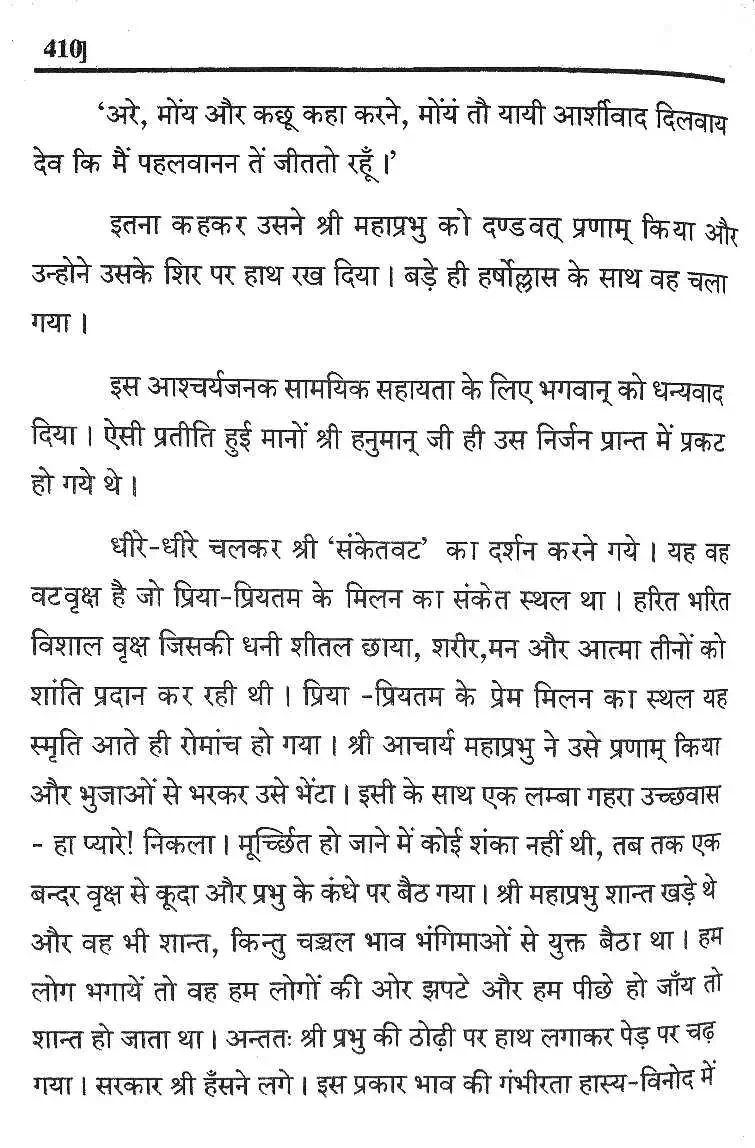 410]
‘अरे, मोंय और कछू कहा करने, मोंयं तौ यायी आर्शीवाद दिलवाय
देव कि मैं पहलवानन तें जीततो रहूँ।’
इतना कहकर उसने श्री महाप्रभु को दण्डवत् प्रणाम् किया और
उन्होने उसके शिर पर हाथ रख दिया। बड़े ही हर्षोल्लास के साथ वह चला
गया।
इस आश्चर्यजनक सामयिक सहायता के लिए भगवान् को धन्यवाद
दिया। ऐसी प्रतीति हुई मानों श्री हनुमान् जी ही उस निर्जन प्रान्त में प्रकट
हो गये थे।
धीरे-धीरे चलकर श्री ‘संकेतवट’ का दर्शन करने गये। यह वह
वटवृक्ष है जो प्रिया-प्रियतम के मिलन का संकेत स्थल था। हरित भरित
विशाल वृक्ष जिसकी धनी शीतल छाया, शरीर,मन और आत्मा तीनों को
शांति प्रदान कर रही थी। प्रिया -प्रियतम के प्रेम मिलन का स्थल यह
स्मृति आते ही रोमांच हो गया। श्री आचार्य महाप्रभु ने उसे प्रणाम् किया
और भुजाओं से भरकर उसे भेंटा। इसी के साथ एक लम्बा गहरा उच्छवास
- हा प्यारे! निकला। मूर्च्छित हो जाने में कोई शंका नहीं थी, तब तक एक
बन्दर वृक्ष से कूदा और प्रभु के कंधे पर बैठ गया। श्री महाप्रभु शान्त खड़े थे
और वह भी शान्त, किन्तु चञ्चल भाव भंगिमाओं से युक्त बैठा था। हम
लोग भगायें तो वह हम लोगों की ओर झपटे और हम पीछे हो जाँय तो
शान्त हो जाता था। अन्ततः श्री प्रभु की ठोढ़ी पर हाथ लगाकर पेड़ पर चढ़
गया। सरकार श्री हँसने लगे। इस प्रकार भाव की गंभीरता हास्य-विनोद में